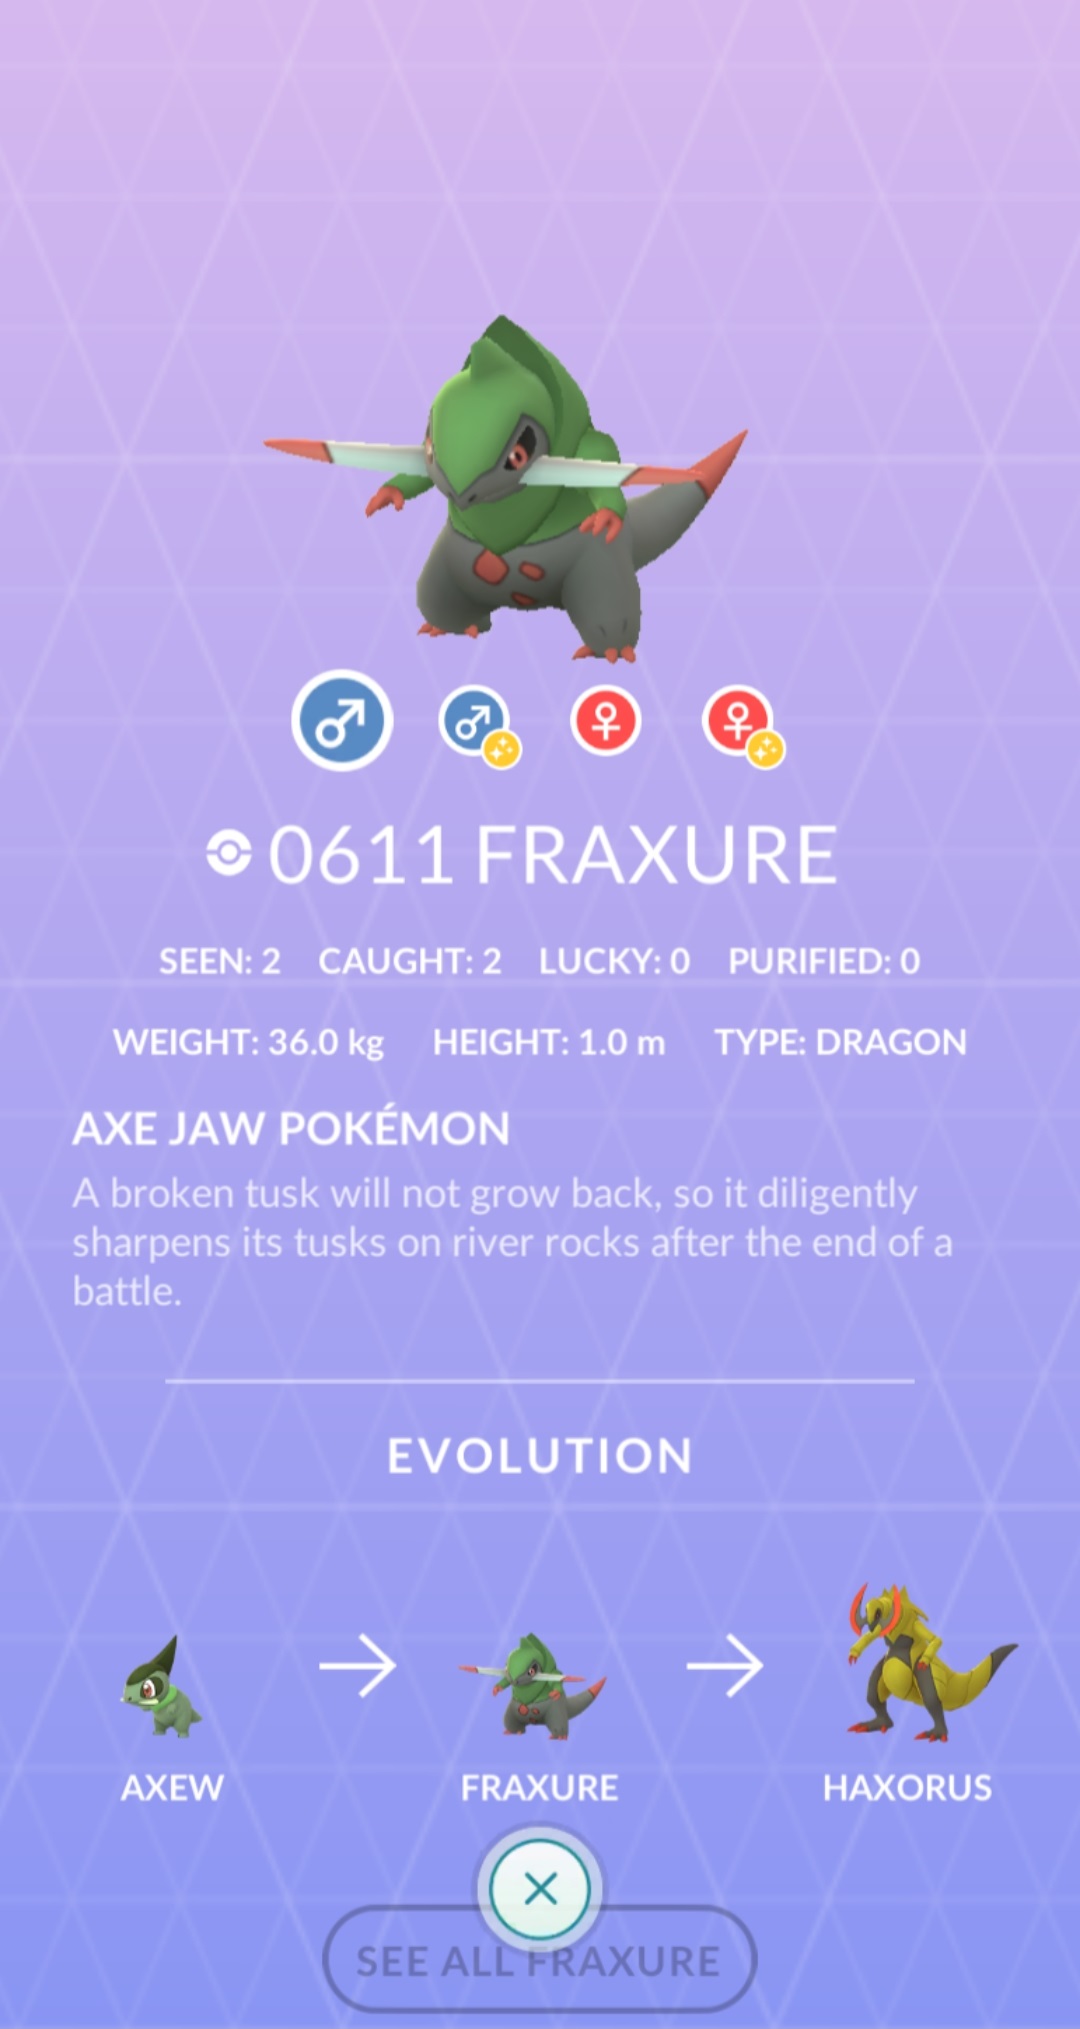 0611 FRAXURE
SEEN: 2 CAUGHT: 2 LUCKY: 0 PURIFIED: 0
WEIGHT: 36.0 kg HEIGHT: 1.0 m TYPE: DRAGON
AXE JAW POKÉMON
A broken tusk will not grow back, so it diligently
sharpens its tusks on river rocks after the end of a
battle.
EVOLUTION
AXEW FRAXURE HAXORUS
SEE ALL FRAXURE